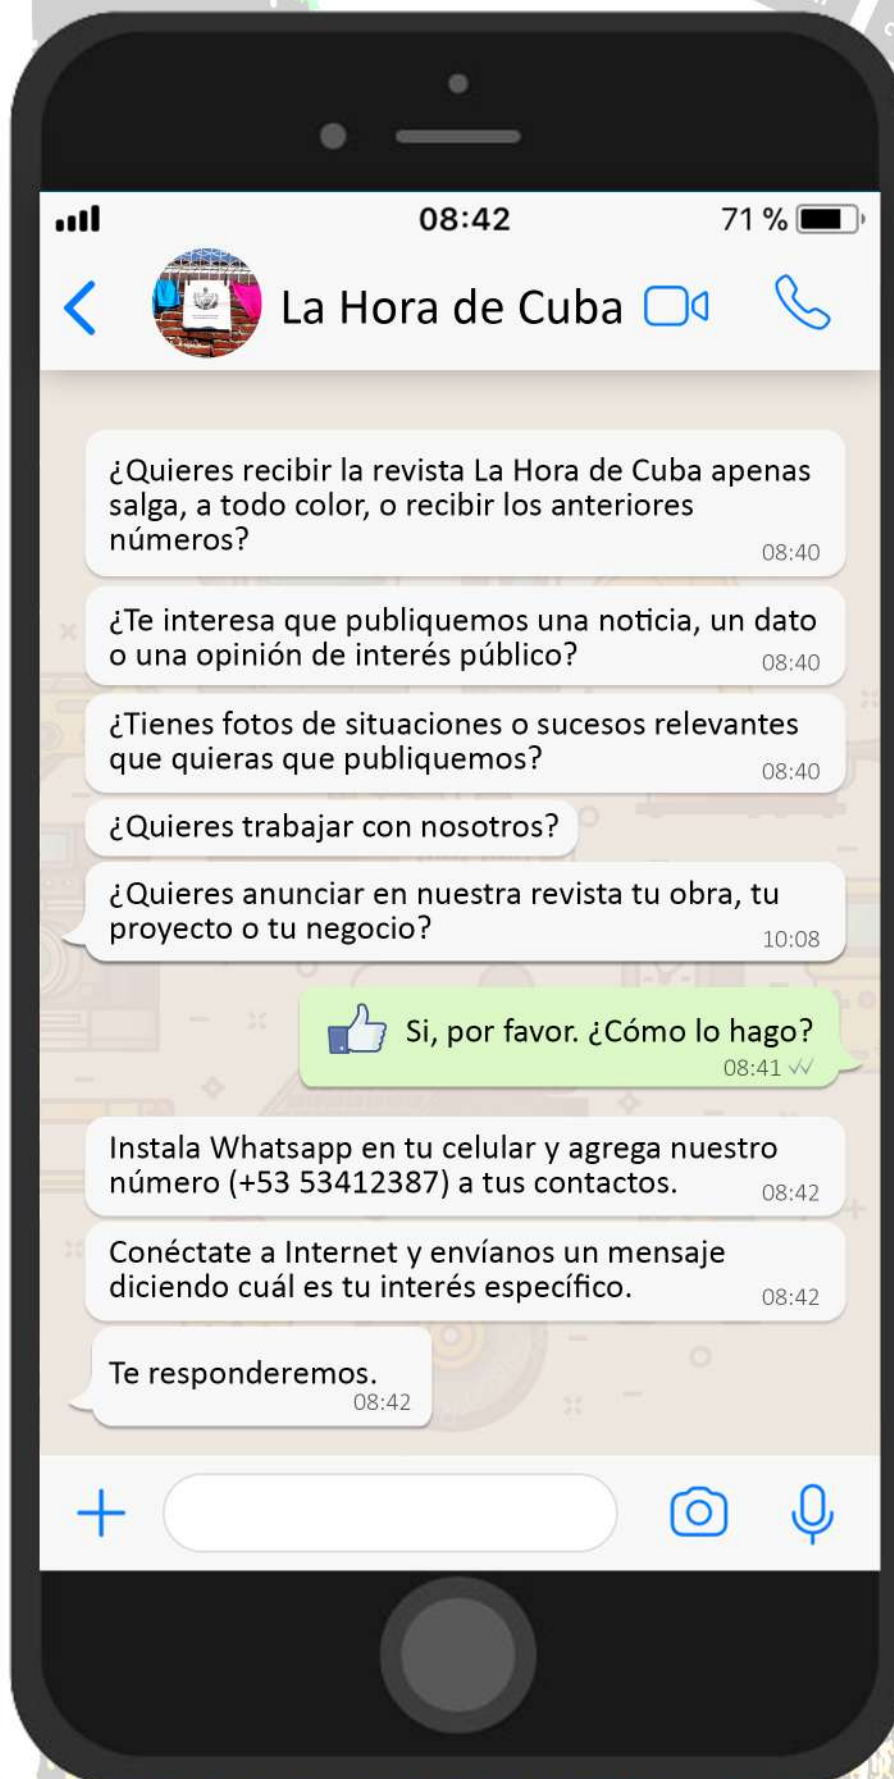 08:42
71 %
La Hora de Cuba
¿Quieres recibir la revista La Hora de Cuba apenas
salga, a todo color, o recibir los anteriores
números?
08:40
¿Te interesa que publiquemos una noticia, un dato
o una opinión de interés público?
08:40
¿Tienes fotos de situaciones o sucesos relevantes
que quieras que publiquemos?
08:40
¿Quieres trabajar con nosotros?
¿Quieres anunciar en nuestra revista tu obra, tu
proyecto o tu negocio?
10:08
Si, por favor. ¿Cómo lo hago?
08:41
Instala Whatsapp en tu celular y agrega nuestro
número (+53 53412387) a tus contactos.
08:42
Conéctate a Internet y envíanos un mensaje
diciendo cuál es tu interés específico.
08:42
Te responderemos.
08:42